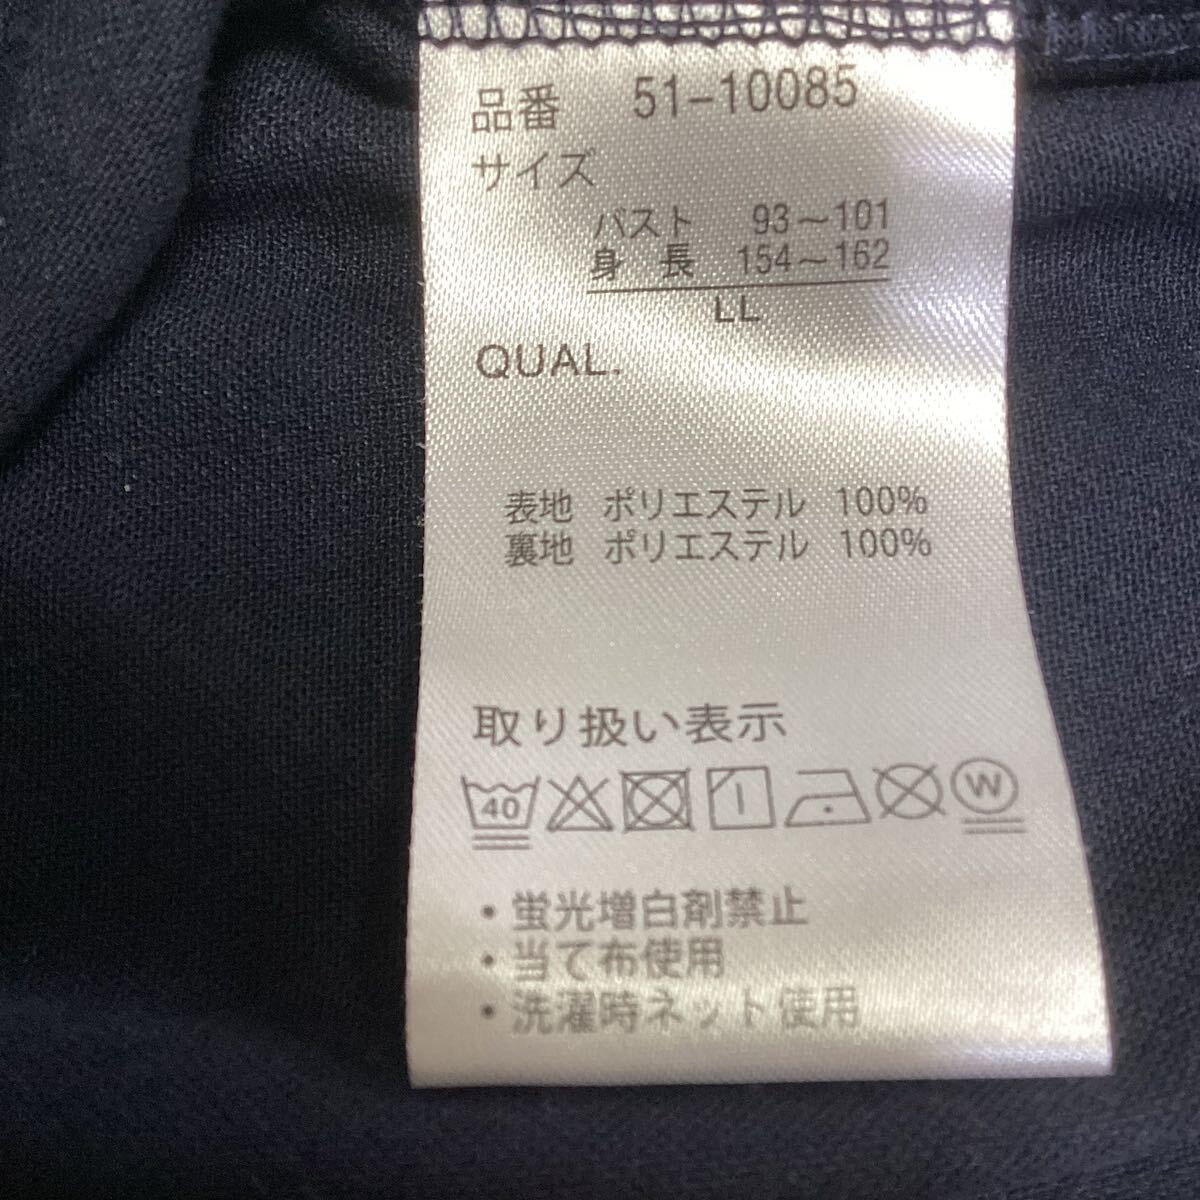 品番 51-10085
サイズ
バスト 93～101
身長 154～162
LL
QUAL.
表地 ポリエステル 100%
裏地 ポリエステル 100%
取り扱い表示
40 W
・蛍光増白剤禁止
・当て布使用
・洗濯時ネット使用